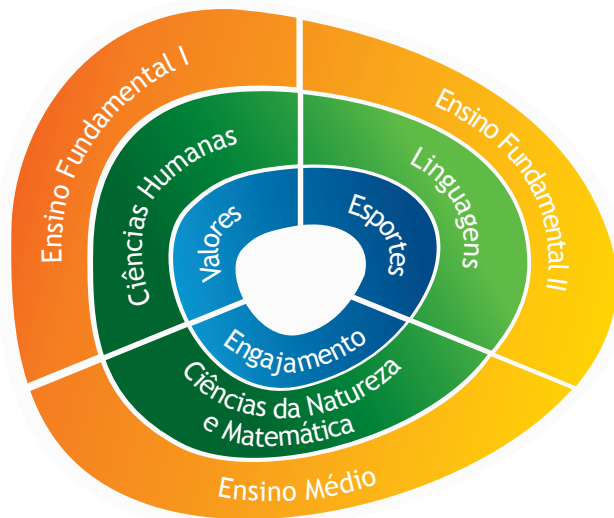 Ensino Fundamental I
Ensino Fundamental II
Ciências Humanas
Linguagens
Valores
Esportes
Engajamento
Ciências da Natureza
e Matemática
Ensino Médio